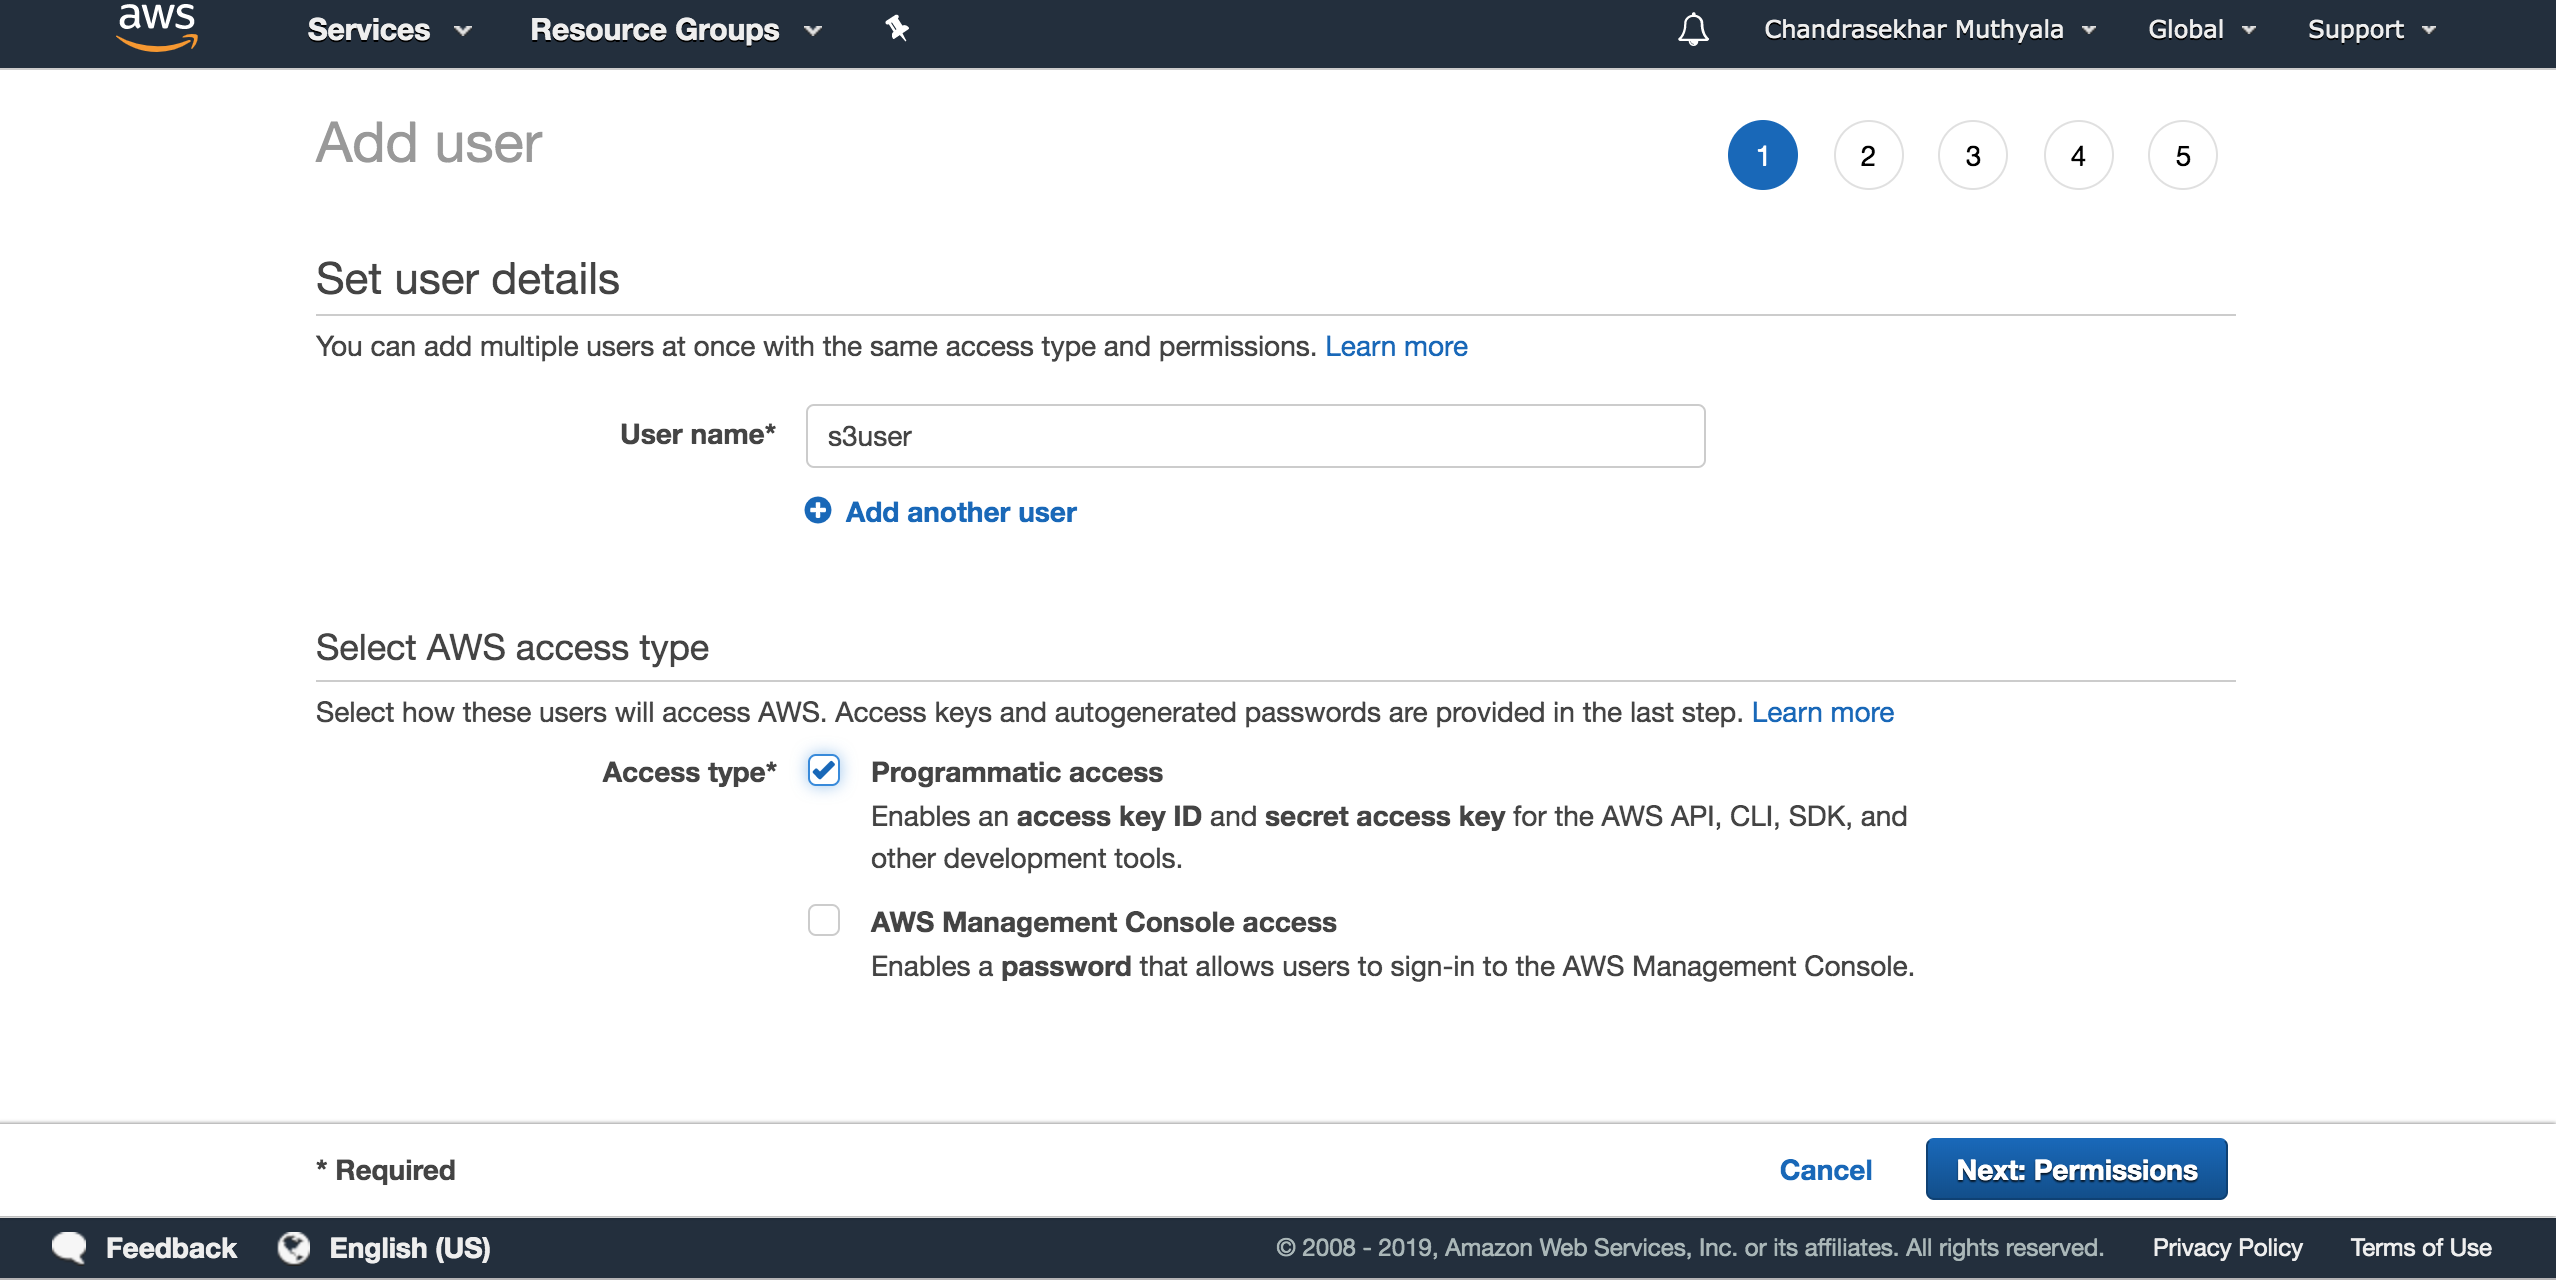 aws Services Resource Groups Chandrasekhar Muthyala Global Support
Add user
1 2 3 4 5
Set user details
You can add multiple users at once with the same access type and permissions. Learn more
User name* s3user
Add another user
Select AWS access type
Select how these users will access AWS. Access keys and autogenerated passwords are provided in the last step. Learn more
Access type* Programmatic access
Enables an access key ID and secret access key for the AWS API, CLI, SDK, and
other development tools.
AWS Management Console access
Enables a password that allows users to sign-in to the AWS Management Console.
* Required Cancel Next: Permissions
Feedback English (US) © 2008 - 2019, Amazon Web Services, Inc. or its affiliates. All rights reserved. Privacy Policy Terms of Use